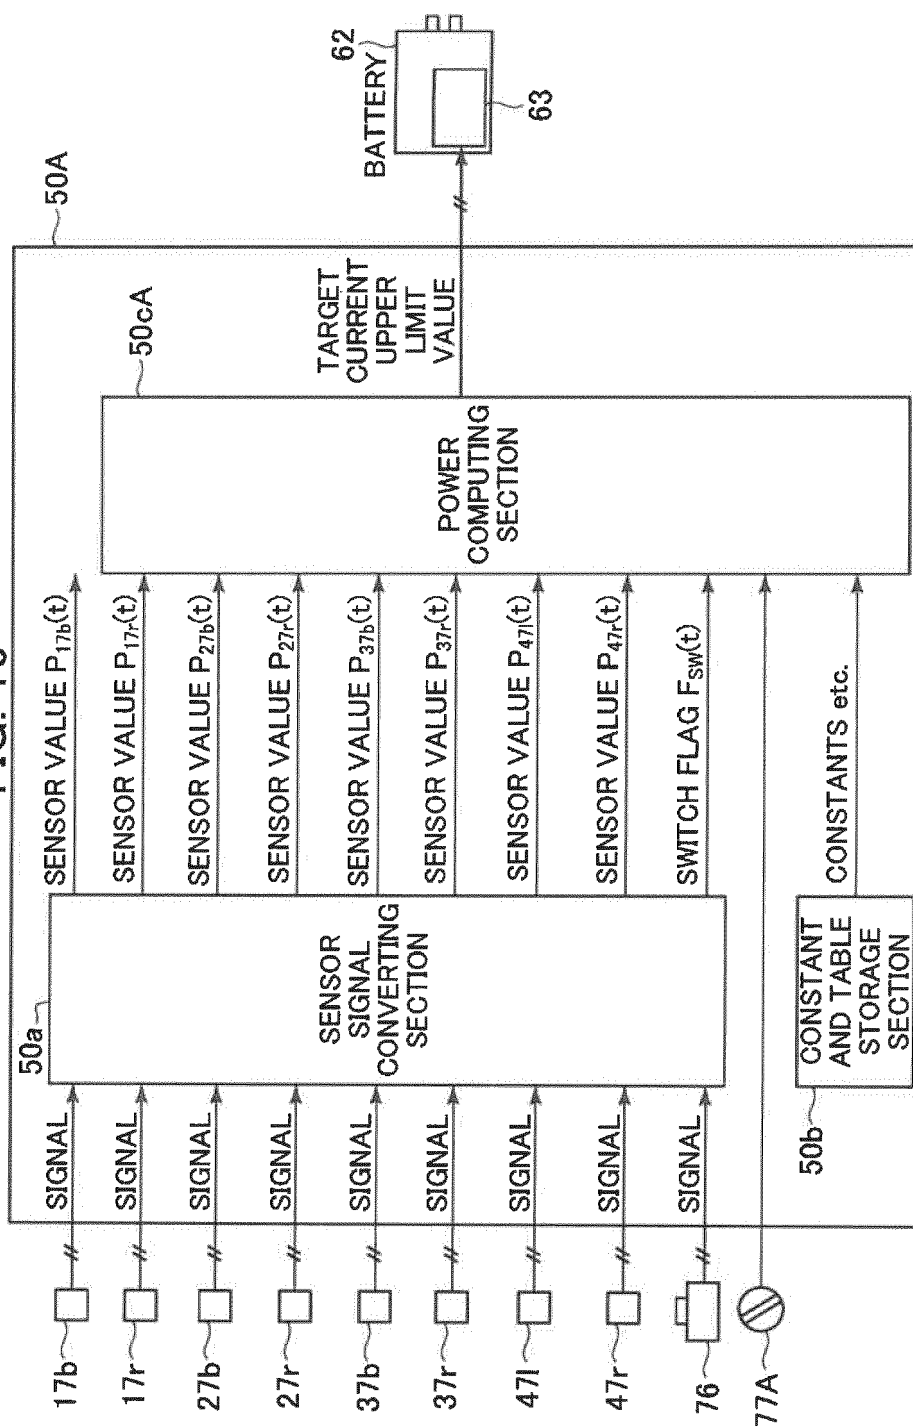 62
BATTERY
63
50A
TARGET
CURRENT
UPPER
LIMIT
VALUE
50cA
POWER
COMPUTING
SECTION
SENSOR VALUE P17b(t)
SENSOR VALUE P17r(t)
SENSOR VALUE P27b(t)
SENSOR VALUE P27r(t)
SENSOR VALUE P37b(t)
SENSOR VALUE P37r(t)
SENSOR VALUE P47l(t)
SENSOR VALUE P47r(t)
SWITCH FLAG FSW(t)
CONSTANTS etc.
50a
SENSOR
SIGNAL
CONVERTING
SECTION
50b
CONSTANT
AND TABLE
STORAGE
SECTION
SIGNAL
SIGNAL
SIGNAL
SIGNAL
SIGNAL
SIGNAL
SIGNAL
SIGNAL
SIGNAL
17b
17r
27b
27r
37b
37r
47l
47r
76
77A